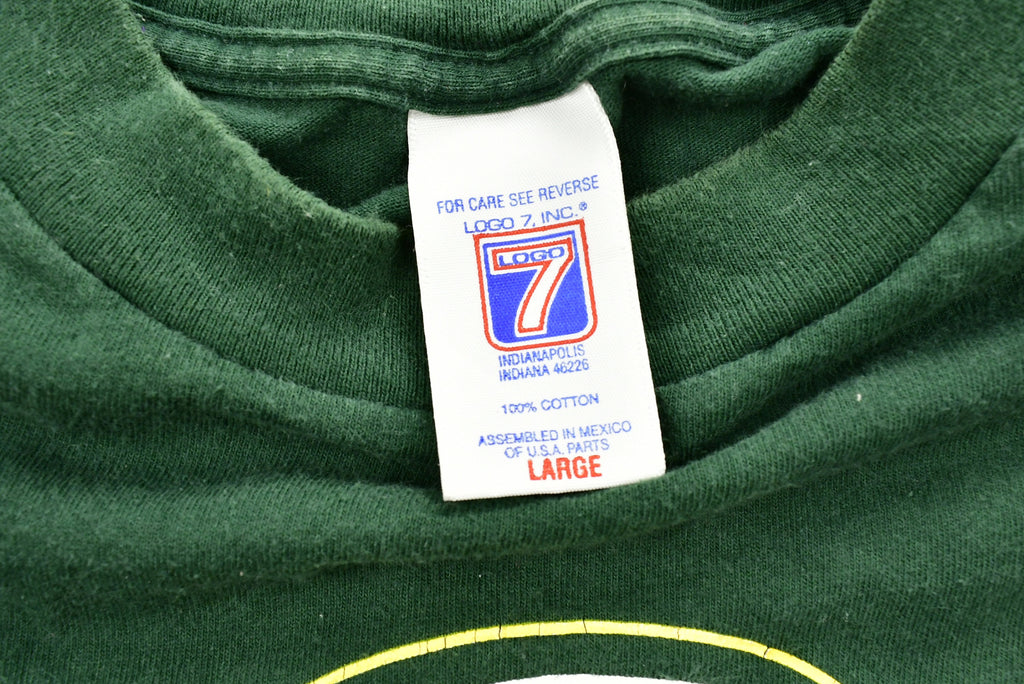 FOR CARE SEE REVERSE
LOGO 7, INC.®
LOGO
7
INDIANAPOLIS
INDIANA 46226
100% COTTON
ASSEMBLED IN MEXICO
OF U.S.A. PARTS
LARGE